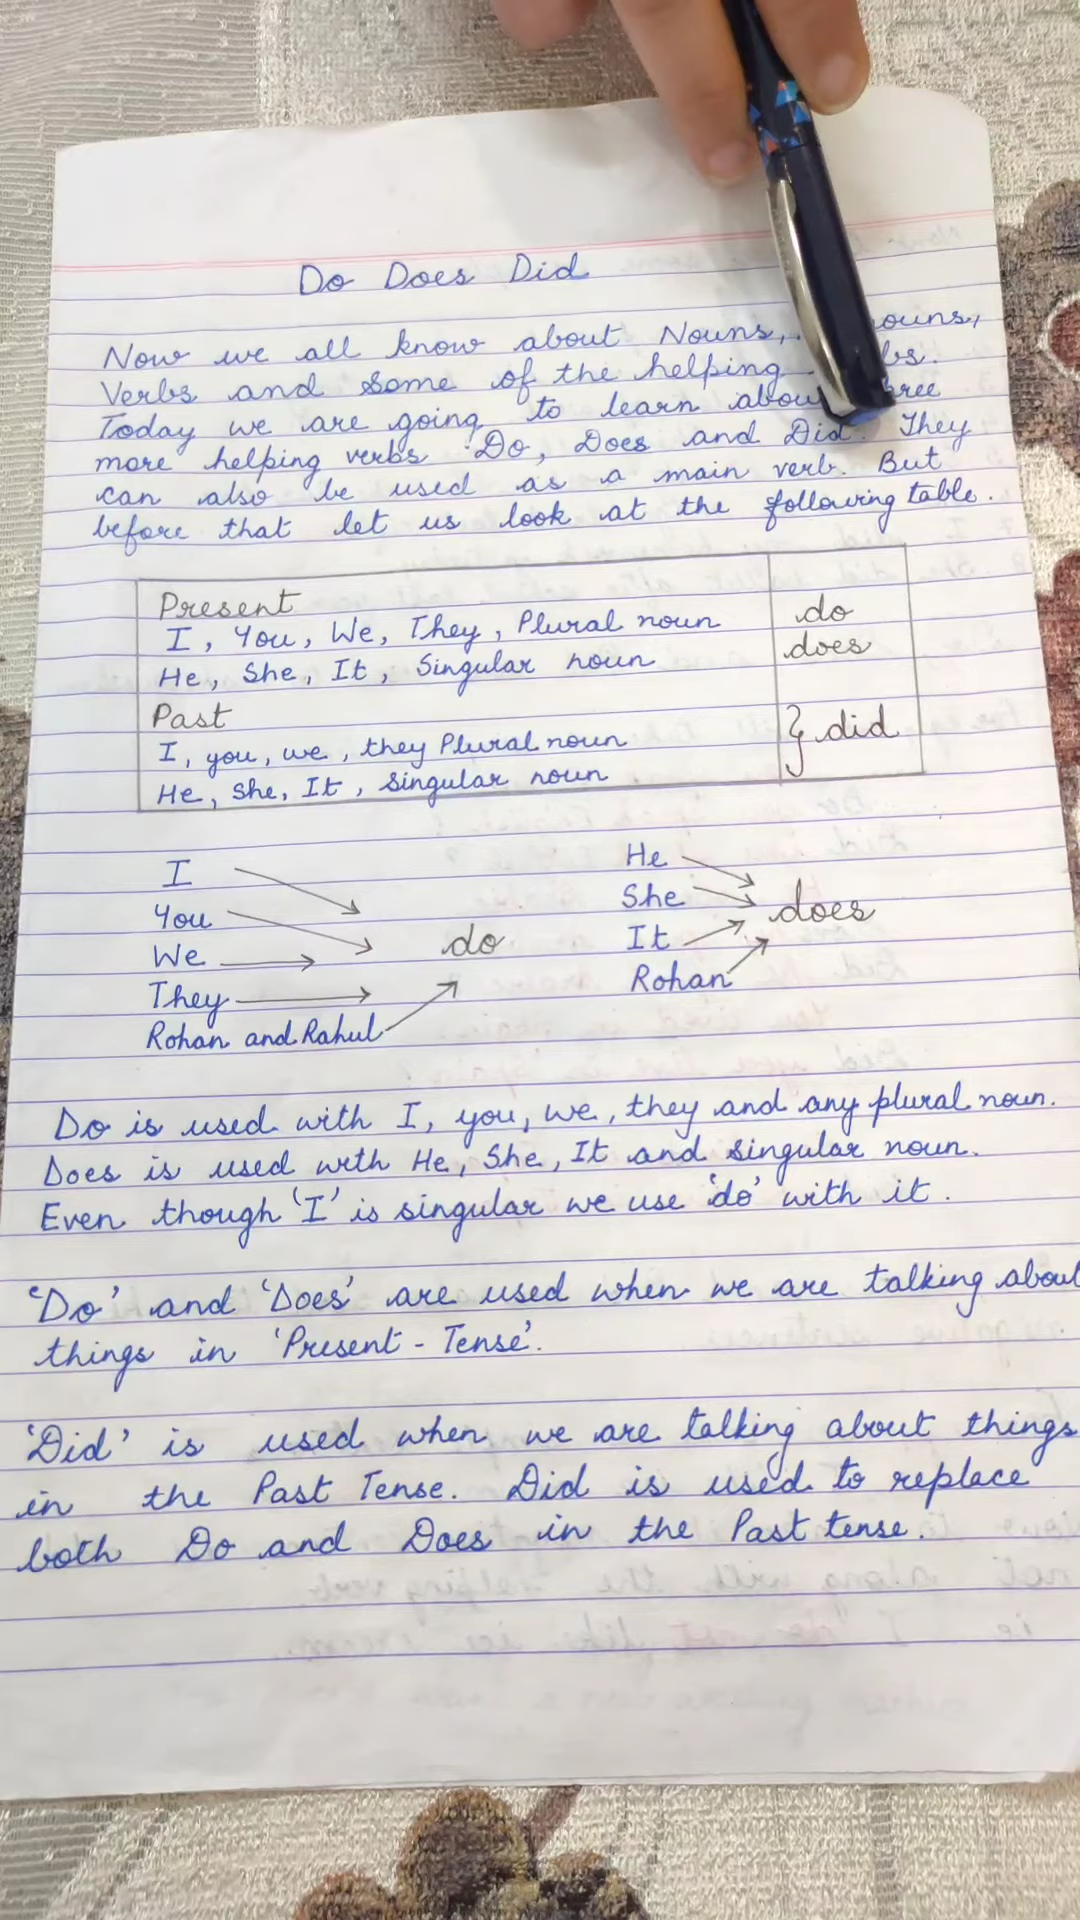 Do Does Did
Now we all know about Nouns, ouns,
Verbs and some of the helping bs.
Today we are going to learn about ree
more helping verbs Do, Does and Did. They
can also be used as a main verb. But
before that let us look at the following table.
Present
I, You, We, They, Plural noun do
He, She, It, Singular noun does
Past
I, you, we, they Plural noun } did
He, She, It, Singular noun
I
You
We
They
Rohan and Rahul
do
He
She
It
Rohan
does
Do is used with I, you, we, they and any plural noun.
Does is used with He, She, It and singular noun.
Even though 'I' is singular we use 'do' with it.
'Do' and 'Does' are used when we are talking about
things in 'Present - Tense'.
'Did' is used when we are talking about things
in the Past Tense. Did is used to replace
both Do and Does in the Past tense.